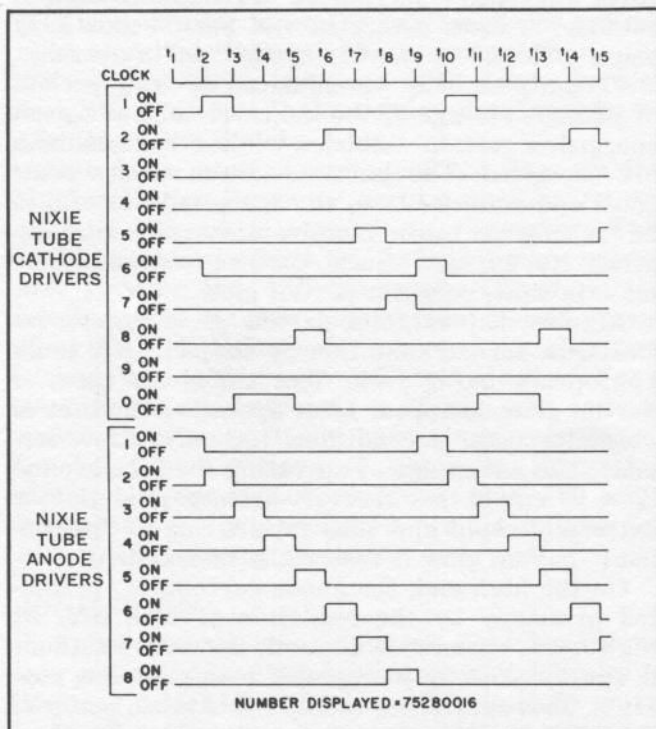 t1 t2 t3 t4 t5 t6 t7 t8 t9 t10 t11 t12 t13 t14 t15
CLOCK
NIXIE
TUBE
CATHODE
DRIVERS
1 ON
OFF
2 ON
OFF
3 ON
OFF
4 ON
OFF
5 ON
OFF
6 ON
OFF
7 ON
OFF
8 ON
OFF
9 ON
OFF
0 ON
OFF
NIXIE
TUBE
ANODE
DRIVERS
1 ON
OFF
2 ON
OFF
3 ON
OFF
4 ON
OFF
5 ON
OFF
6 ON
OFF
7 ON
OFF
8 ON
OFF
NUMBER DISPLAYED = 75280016